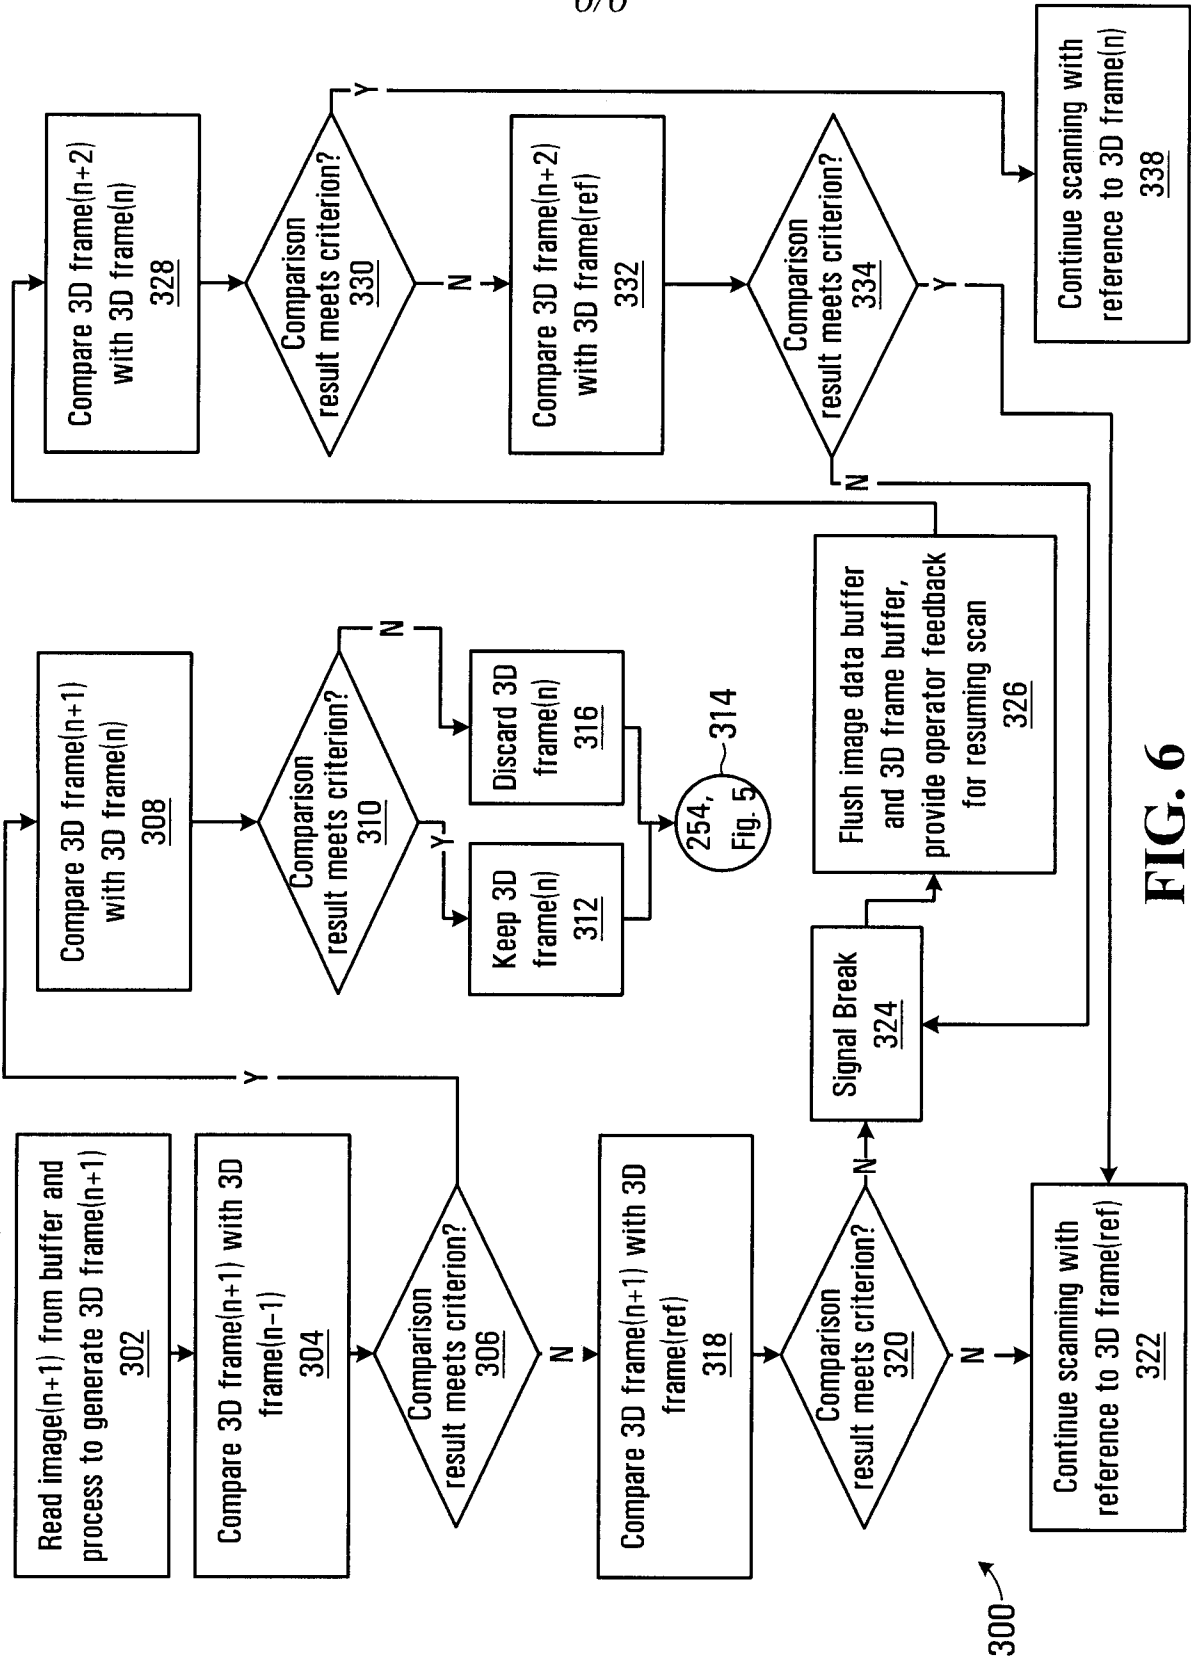 6/6
Read image(n+1) from buffer and
process to generate 3D frame(n+1)
302
Compare 3D frame(n+1) with 3D
frame(n-1)
304
Comparison
result meets criterion?
306
Y
N
Compare 3D frame(n+1)
with 3D frame(n)
308
Comparison
result meets criterion?
310
Y
N
Keep 3D
frame(n)
312
Discard 3D
frame(n)
316
254,
Fig. 5
314
Compare 3D frame(n+1) with 3D
frame(ref)
318
Comparison
result meets criterion?
320
N
N
Continue scanning with
reference to 3D frame(ref)
322
Signal Break
324
Flush image data buffer
and 3D frame buffer,
provide operator feedback
for resuming scan
326
Compare 3D frame(n+2)
with 3D frame(n)
328
Comparison
result meets criterion?
330
Y
N
Compare 3D frame(n+2)
with 3D frame(ref)
332
Comparison
result meets criterion?
334
N
Y
Continue scanning with
reference to 3D frame(n)
338
300
FIG. 6